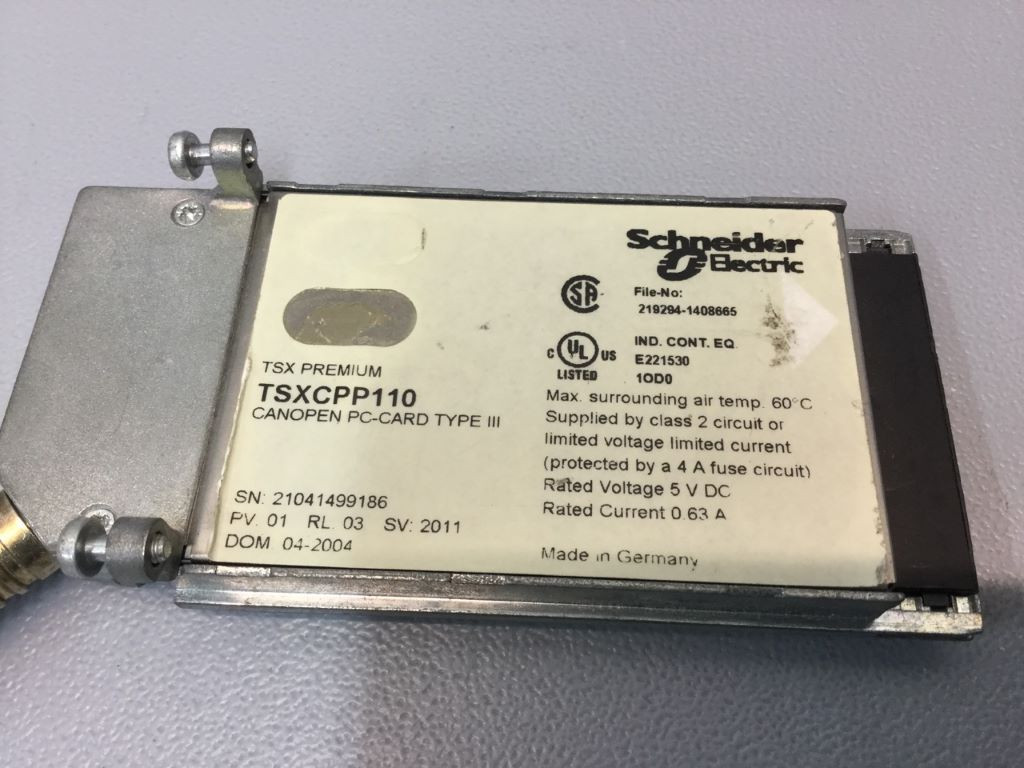 Schneider
Electric
SA
File-No:
219294-1408665
C UL US
LISTED
IND. CONT. EQ
E221530
1OD0
TSX PREMIUM
TSXCPP110
CANOPEN PC-CARD TYPE III
Max. surrounding air temp. 60°C
Supplied by class 2 circuit or
limited voltage limited current
(protected by a 4 A fuse circuit)
Rated Voltage 5 V DC
Rated Current 0.63 A
SN: 21041499186
PV. 01 RL. 03 SV: 2011
DOM 04-2004
Made in Germany